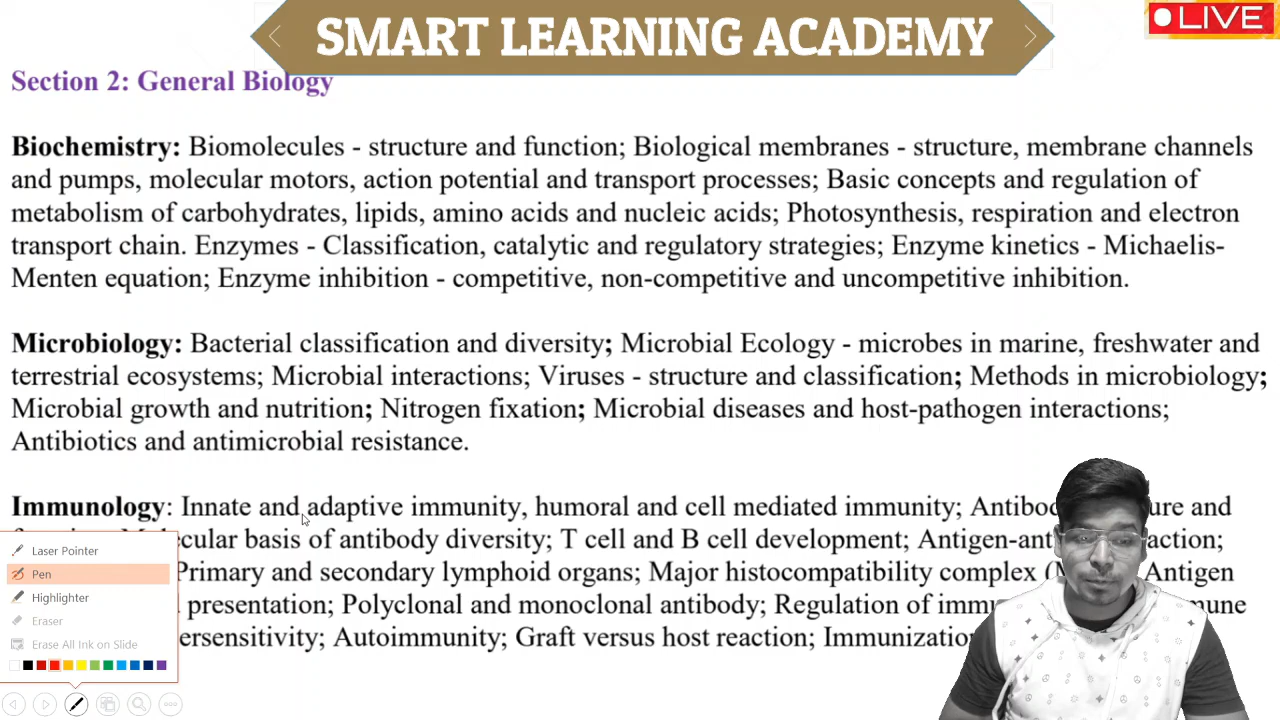 SMART LEARNING ACADEMY
LIVE
Section 2: General Biology
Biochemistry: Biomolecules - structure and function; Biological membranes - structure, membrane channels
and pumps, molecular motors, action potential and transport processes; Basic concepts and regulation of
metabolism of carbohydrates, lipids, amino acids and nucleic acids; Photosynthesis, respiration and electron
transport chain. Enzymes - Classification, catalytic and regulatory strategies; Enzyme kinetics - Michaelis-
Menten equation; Enzyme inhibition - competitive, non-competitive and uncompetitive inhibition.
Microbiology: Bacterial classification and diversity; Microbial Ecology - microbes in marine, freshwater and
terrestrial ecosystems; Microbial interactions; Viruses - structure and classification; Methods in microbiology;
Microbial growth and nutrition; Nitrogen fixation; Microbial diseases and host-pathogen interactions;
Antibiotics and antimicrobial resistance.
Immunology: Innate and adaptive immunity, humoral and cell mediated immunity; and
basis of antibody diversity; T cell and B cell development;
Primary and secondary lymphoid organs; Major histocompatibility complex Antigen
presentation; Polyclonal and monoclonal antibody; Regulation of
Autoimmunity; Graft versus host reaction;
Laser Pointer
Pen
Highlighter
Eraser
Erase All Ink on Slide